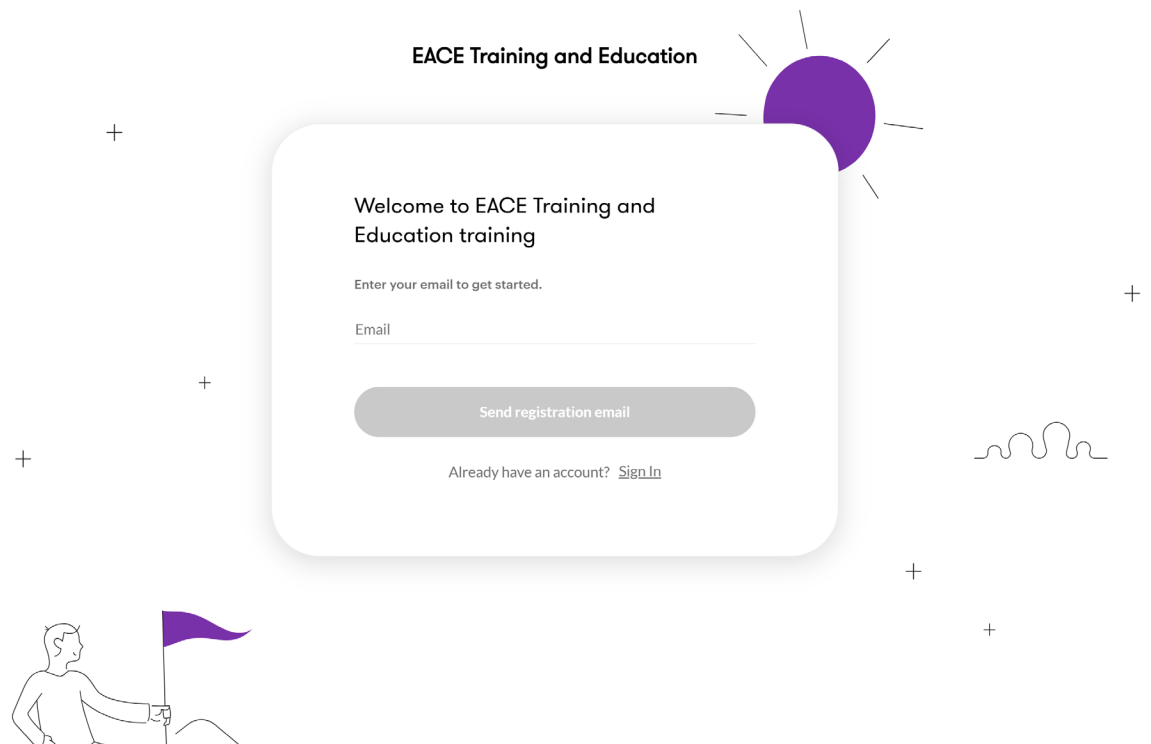 EACE Training and Education
Welcome to EACE Training and
Education training
Enter your email to get started.
Email
Send registration email
Already have an account? Sign In